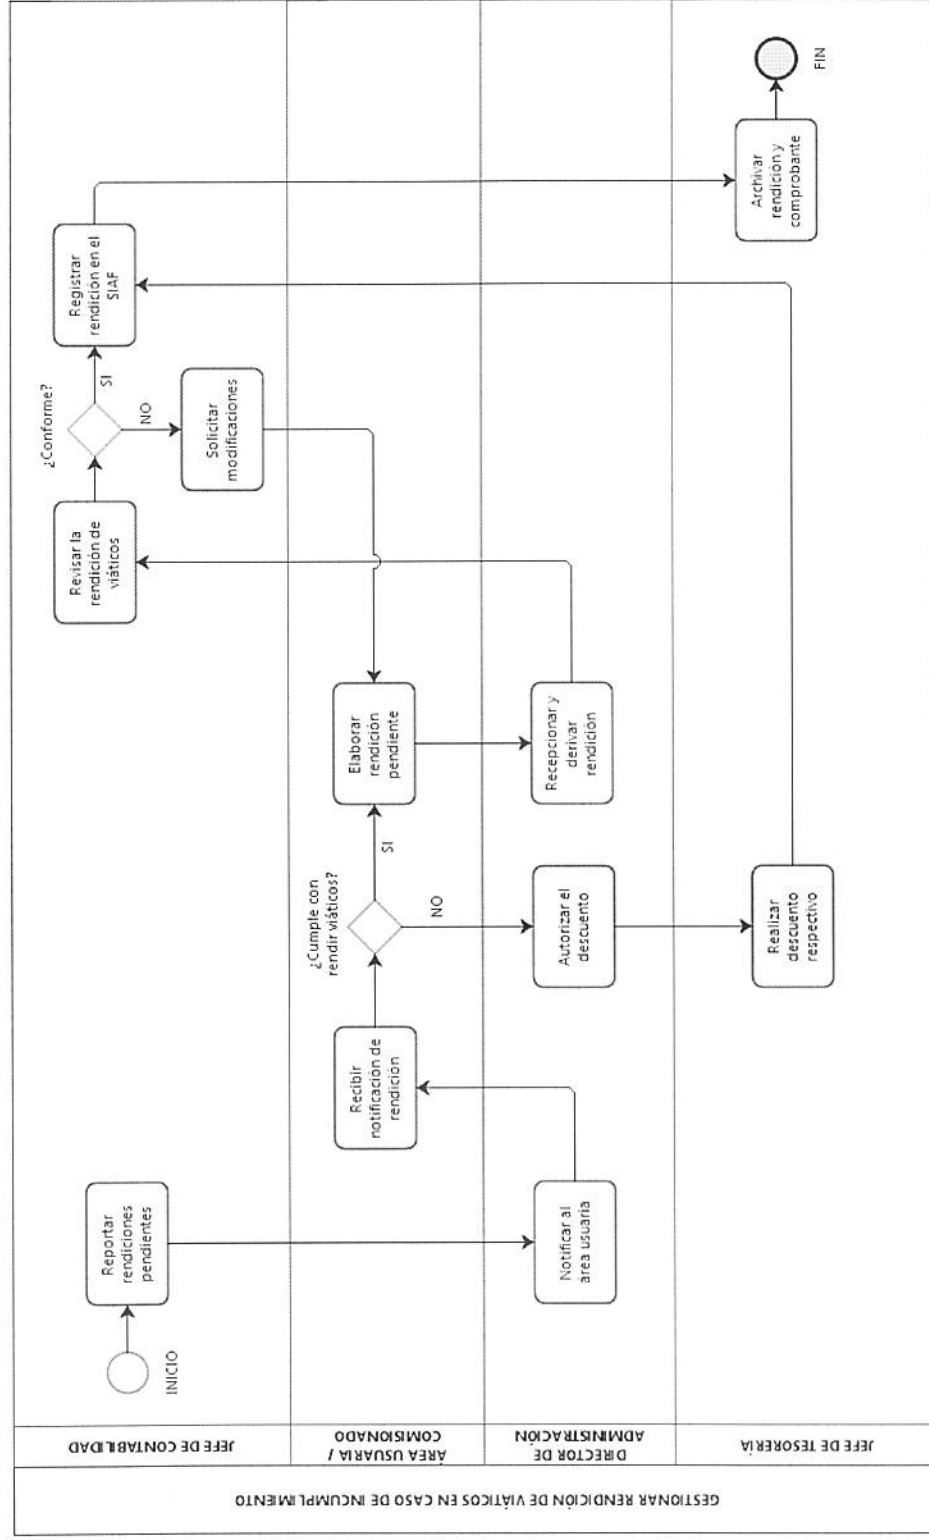 GESTIONAR RENDICIÓN DE VIÁTICOS EN CASO DE INCUMPLIMIENTO
JEFE DE CONTABILIDAD
INICIO
Reportar
rendiciones
pendientes
Revisar la
rendición de
viáticos
¿Conforme?
SI
NO
Solicitar
modificaciones
Registrar
rendición en el
SIAF
ÁREA USUARIA /
COMISIONADO
Recibir
notificación de
rendición
¿Cumple con
rendir viáticos?
SI
NO
Elaborar
rendición
pendiente
DIRECTOR DE
ADMINISTRACIÓN
Notificar al
área usuaria
Autorizar el
descuento
Recepcionar y
derivar
rendición
JEFE DE TESORERÍA
Realizar
descuento
respectivo
Archivar
rendición y
comprobante
FIN